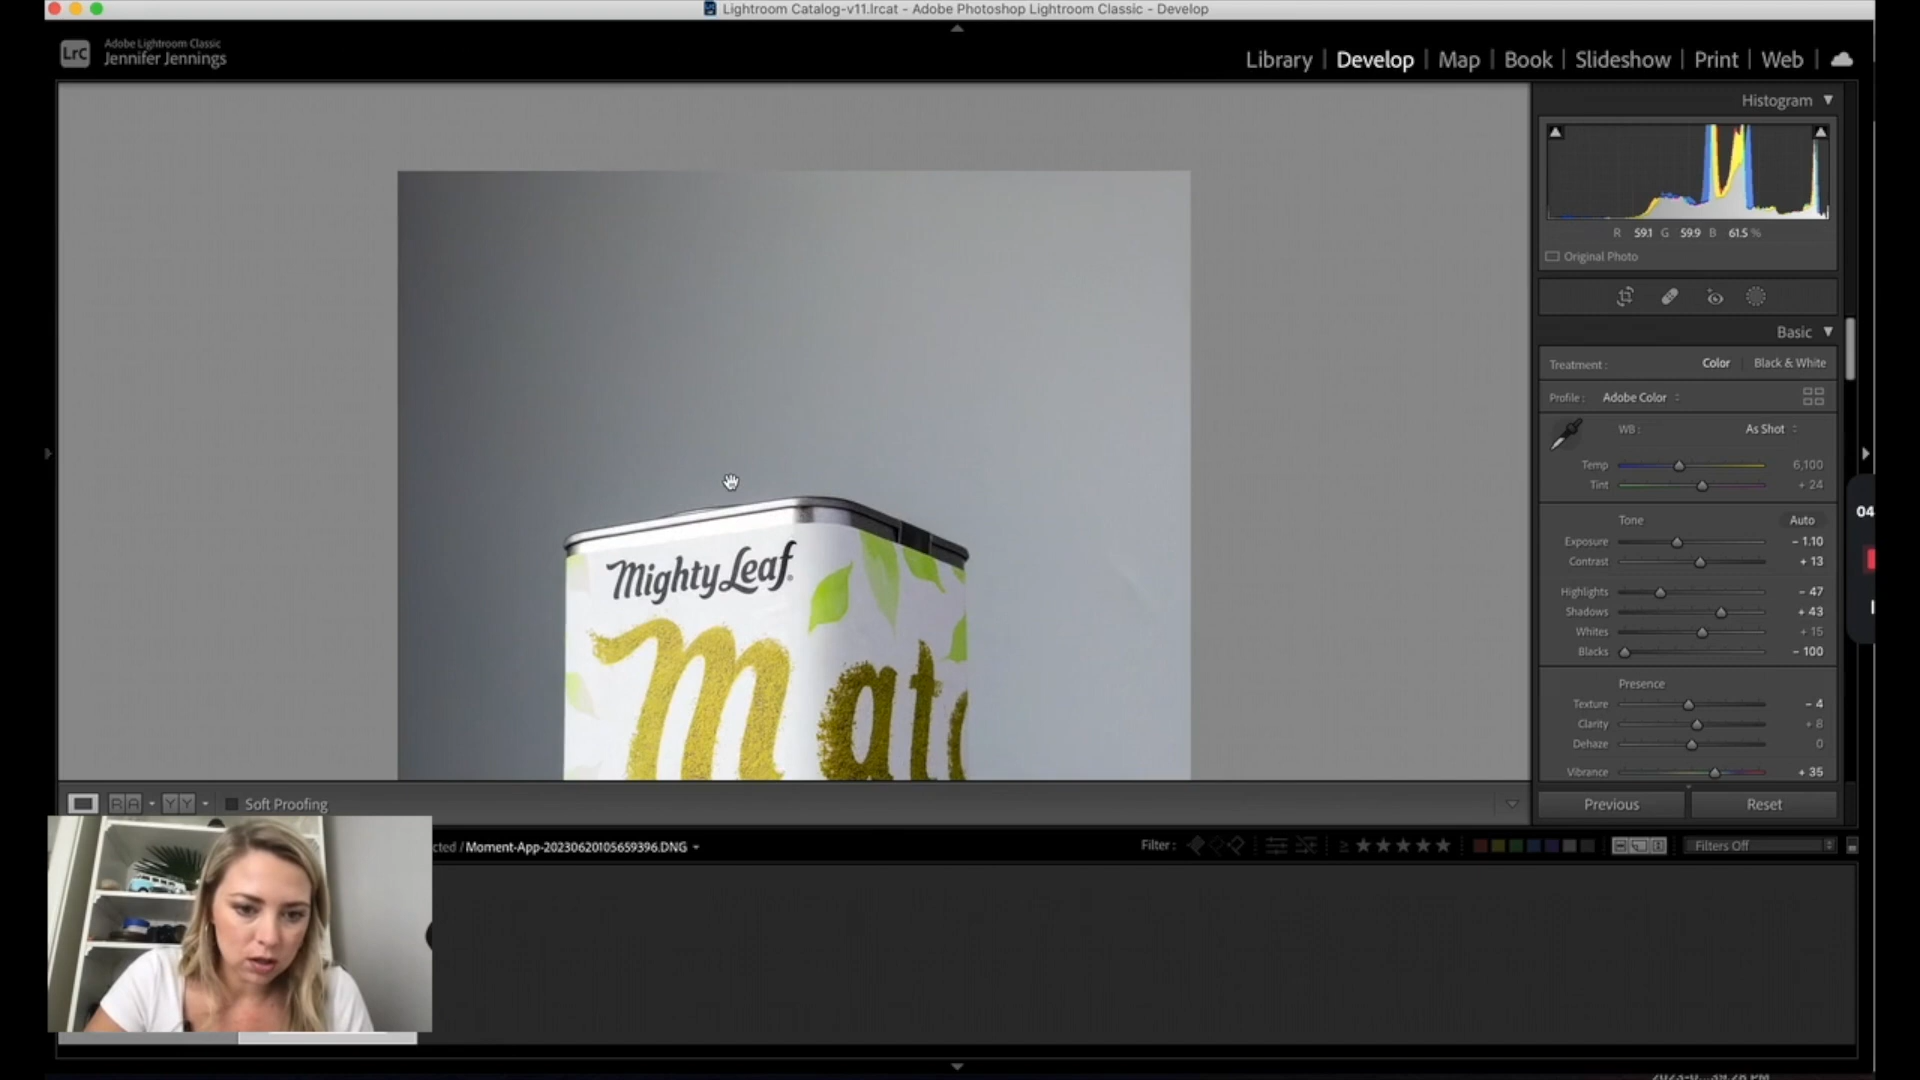 Lightroom Catalog-v11.lrcat - Adobe Photoshop Lightroom Classic - Develop
LrC
Adobe Lightroom Classic
Jennifer Jennings
Library | Develop | Map | Book | Slideshow | Print | Web
Histogram
R 59.1 G 59.9 B 61.5 %
Original Photo
Basic
Treatment : Color Black & White
Profile : Adobe Color
WB : As Shot
Temp 6,100
Tint + 24
Tone Auto
Exposure - 1.10
Contrast + 13
Highlights - 47
Shadows + 43
Whites + 15
Blacks - 100
Presence
Texture - 4
Clarity + 8
Dehaze 0
Vibrance + 35
Previous Reset
04
Mighty Leaf
Matc
RA YY Soft Proofing
cted / Moment-App-20230620105659396.DNG
Filter : ≥ ★★★★★ Filters Off